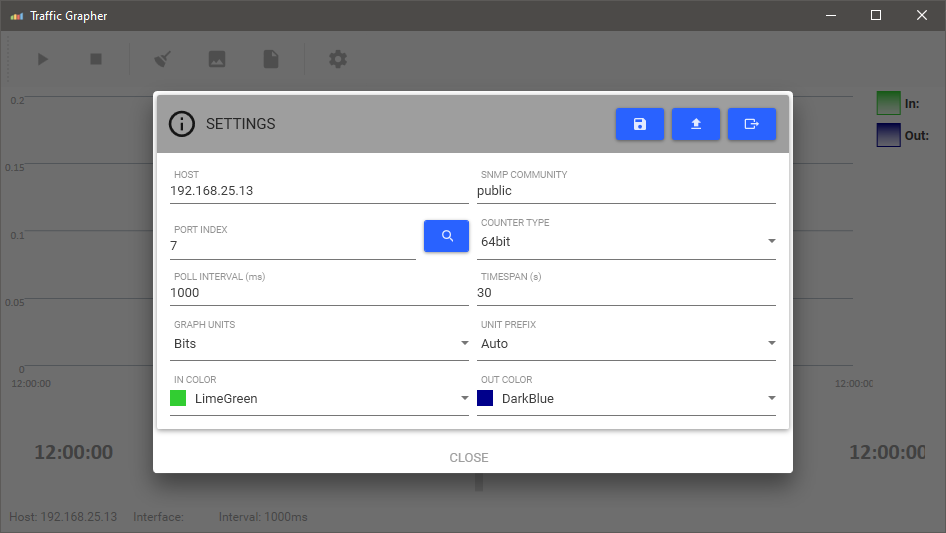 Traffic Grapher
0.2
In:
Out:
0.15
0.1
0.05
0
12:00:00
12:00:00
12:00:00
12:00:00
SETTINGS
HOST
192.168.25.13
SNMP COMMUNITY
public
PORT INDEX
7
COUNTER TYPE
64bit
POLL INTERVAL (ms)
1000
TIMESPAN (s)
30
GRAPH UNITS
Bits
UNIT PREFIX
Auto
IN COLOR
LimeGreen
OUT COLOR
DarkBlue
CLOSE
Host: 192.168.25.13 Interface: Interval: 1000ms